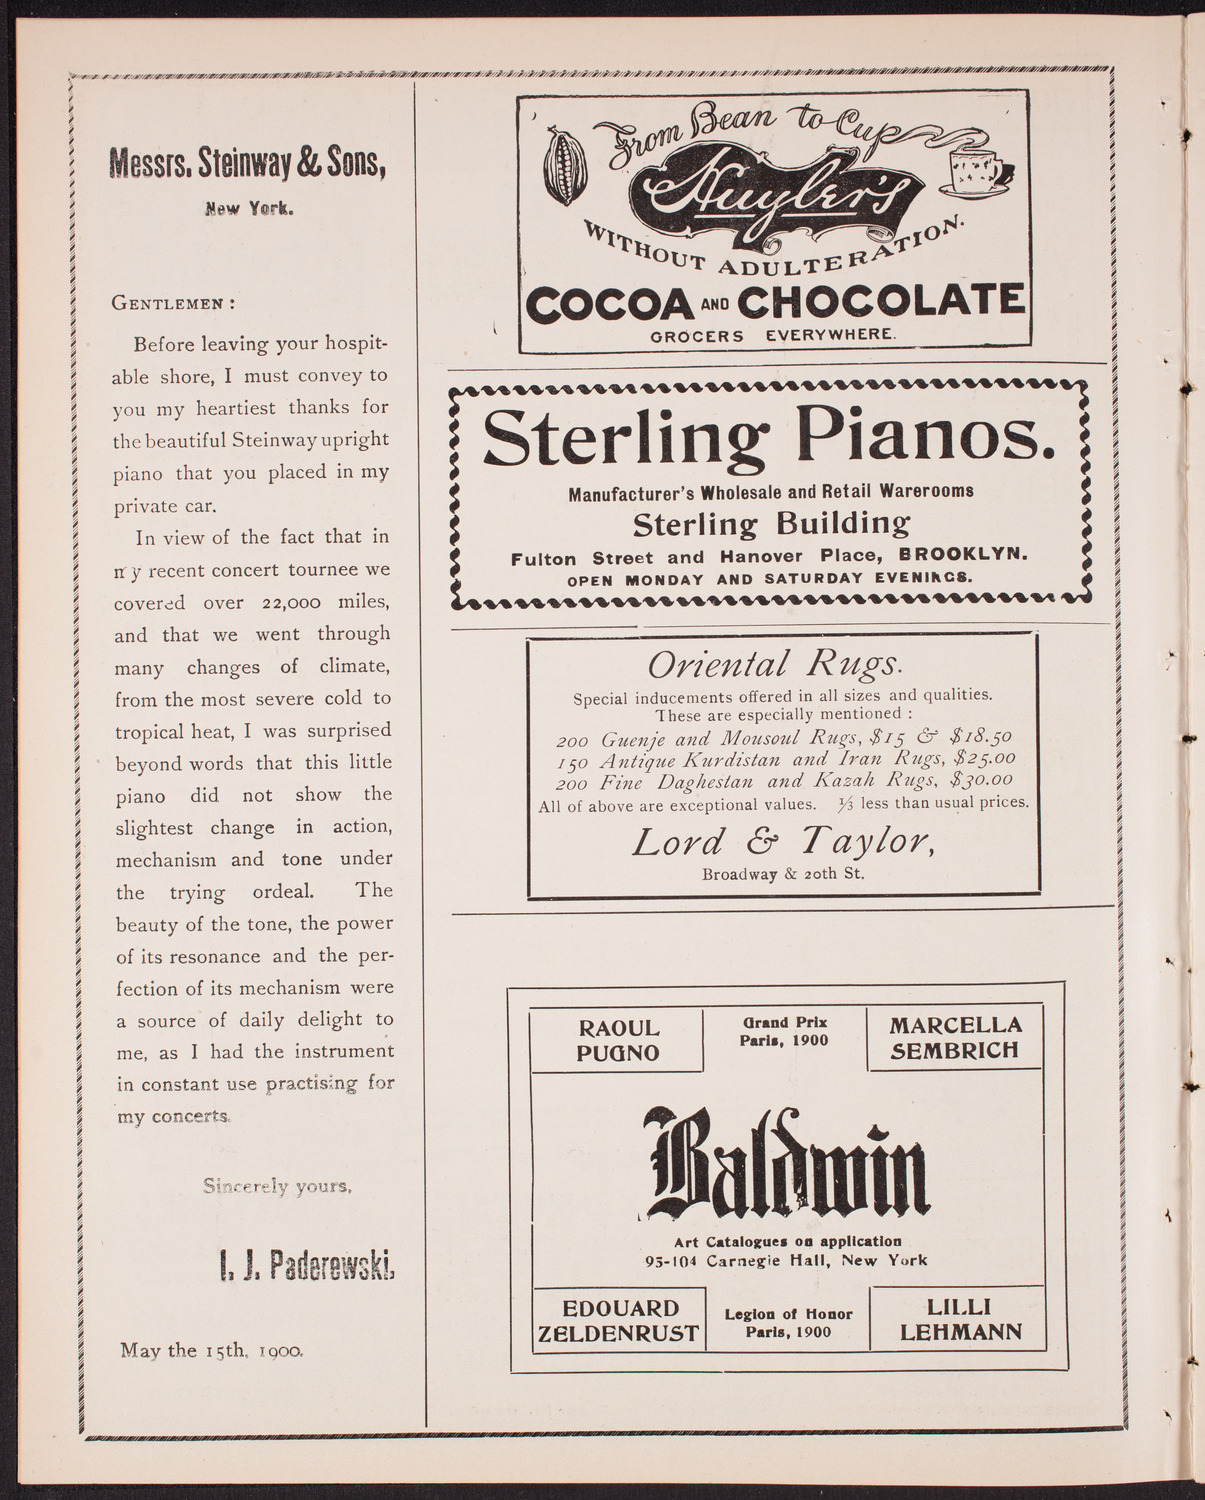 Messrs. Steinway & Sons,
New York.
GENTLEMEN :
Before leaving your hospit-
able shore, I must convey to
you my heartiest thanks for
the beautiful Steinway upright
piano that you placed in my
private car.
In view of the fact that in
my recent concert tournee we
covered over 22,000 miles,
and that we went through
many changes of climate,
from the most severe cold to
tropical heat, I was surprised
beyond words that this little
piano did not show the
slightest change in action,
mechanism and tone under
the trying ordeal. The
beauty of the tone, the power
of its resonance and the per-
fection of its mechanism were
a source of daily delight to
me, as I had the instrument
in constant use practising for
my concerts.
Sincerely yours,
I. J. Paderewski.
May the 15th, 1900.
From Bean to Cup
Huyler's
WITHOUT ADULTERATION.
COCOA AND CHOCOLATE
GROCERS EVERYWHERE.
Sterling Pianos.
Manufacturer's Wholesale and Retail Warerooms
Sterling Building
Fulton Street and Hanover Place, BROOKLYN.
OPEN MONDAY AND SATURDAY EVENINGS.
Oriental Rugs.
Special inducements offered in all sizes and qualities.
These are especially mentioned :
200 Guenje and Mousoul Rugs, $15 & $18.50
150 Antique Kurdistan and Iran Rugs, $25.00
200 Fine Daghestan and Kazah Rugs, $30.00
All of above are exceptional values. ⅓ less than usual prices.
Lord & Taylor,
Broadway & 20th St.
RAOUL
PUGNO
Grand Prix
Paris, 1900
MARCELLA
SEMBRICH
Baldwin
Art Catalogues on application
95-104 Carnegie Hall, New York
EDOUARD
ZELDENRUST
Legion of Honor
Paris, 1900
LILLI
LEHMANN